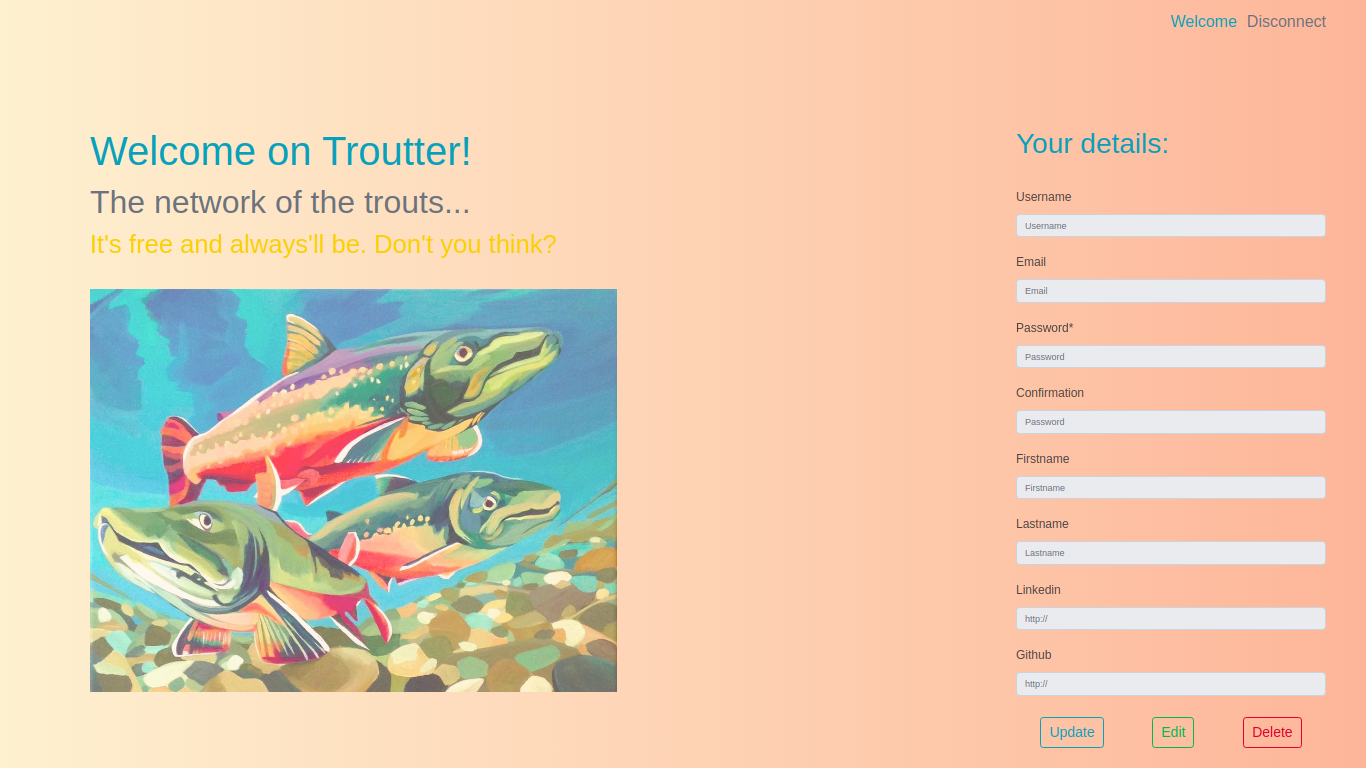 Welcome Disconnect
Welcome on Troutter!
The network of the trouts...
It's free and always'll be. Don't you think?
Your details:
Username
Username
Email
Email
Password*
Password
Confirmation
Password
Firstname
Firstname
Lastname
Lastname
Linkedin
http://
Github
http://
Update Edit Delete